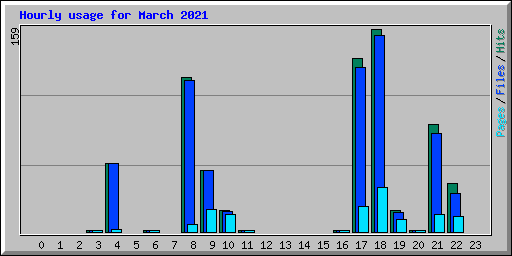 Hourly usage for March 2021
159
Pages/Files/Hits
0 1 2 3 4 5 6 7 8 9 10 11 12 13 14 15 16 17 18 19 20 21 22 23